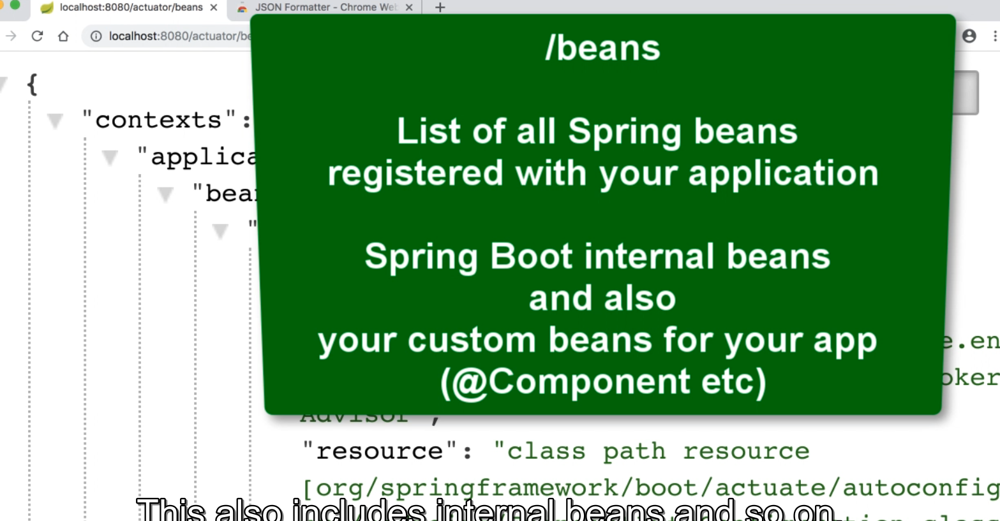 localhost:8080/actuator/beans
JSON Formatter - Chrome Web
localhost:8080/actuator/be
/beans
List of all Spring beans
registered with your application
Spring Boot internal beans
and also
your custom beans for your app
(@Component etc)
{
"contexts":
"applica
"bea
"
e.en
oker
Advisor",
"resource": "class path resource
[org/springframework/boot/actuate/autoconfig
This also includes internal beans and so on.